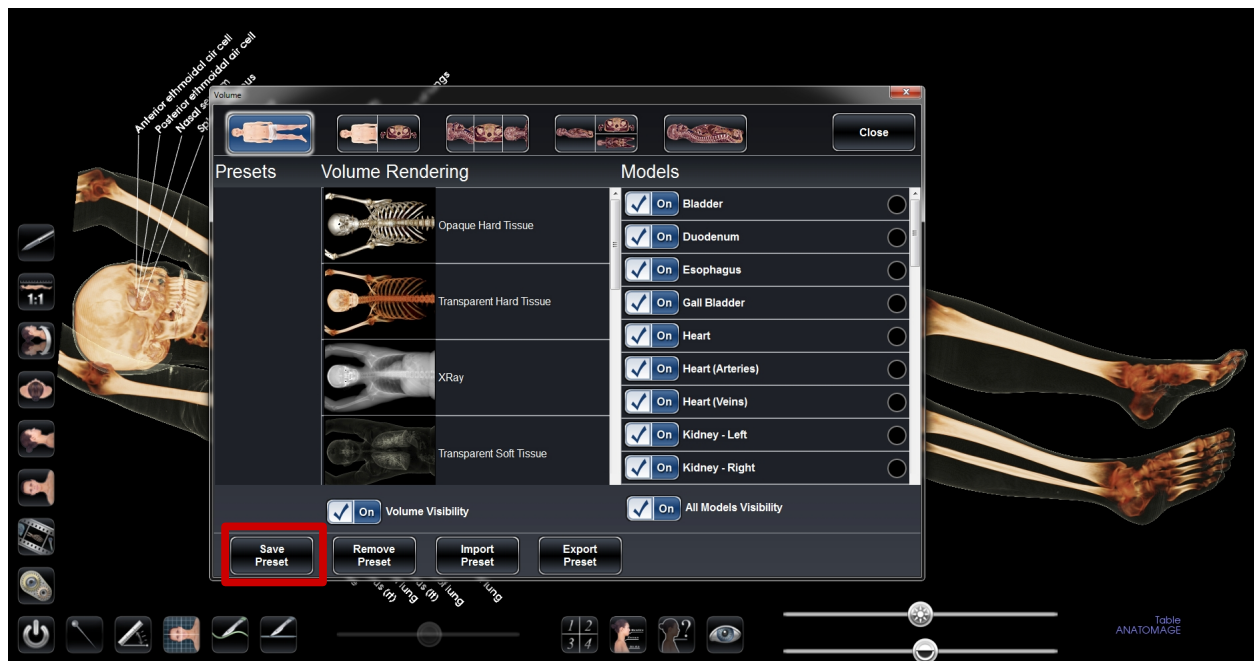 Anterior ethmoidal air cell
Posterior ethmoidal air cell
Nasal se
Sp
Volume
Close
Presets
Volume Rendering
Models
Opaque Hard Tissue
Transparent Hard Tissue
XRay
Transparent Soft Tissue
On Bladder
On Duodenum
On Esophagus
On Gall Bladder
On Heart
On Heart (Arteries)
On Heart (Veins)
On Kidney - Left
On Kidney - Right
On Volume Visibility
On All Models Visibility
Save
Preset
Remove
Preset
Import
Preset
Export
Preset
1:1
1 2
3 4
?
Table
ANATOMAGE